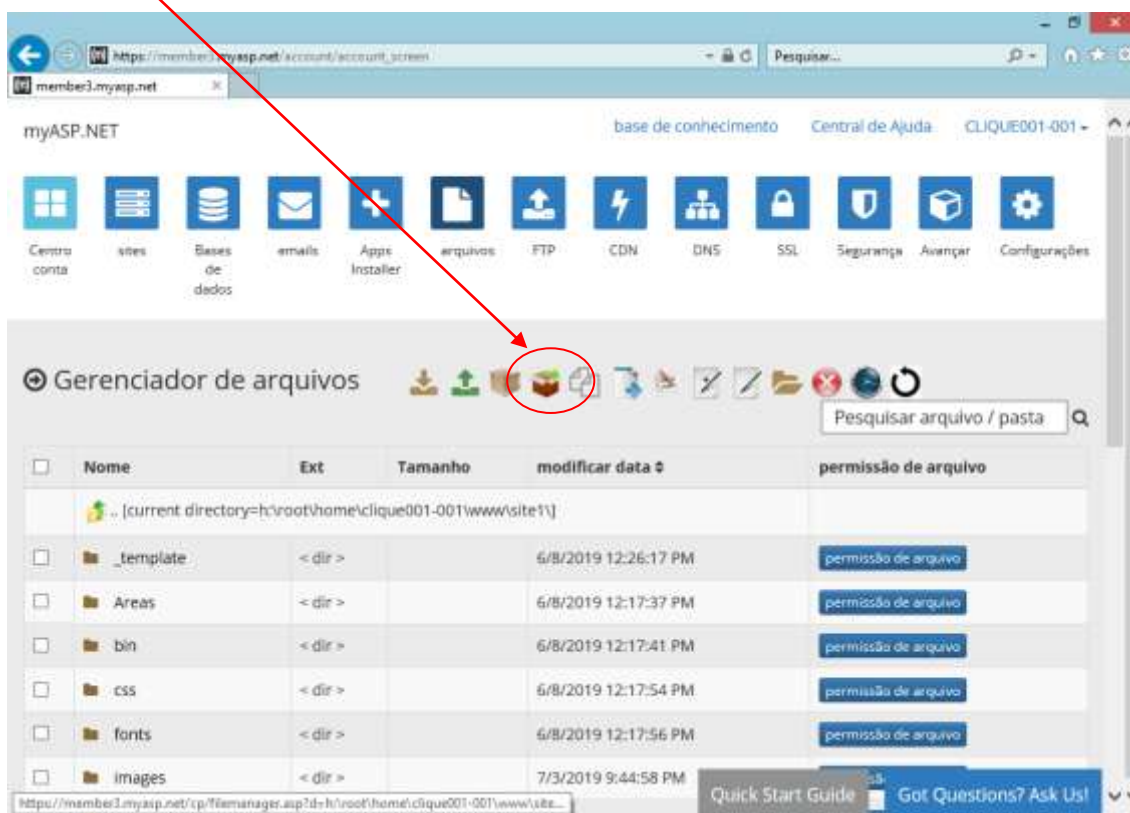 https://member3.myasp.net/account/account_screen
Pesquisar...
member3.myasp.net
myASP.NET
base de conhecimento Central de Ajuda CLIQUE001-001
Centro conta
sites
Bases de dados
emails
Apps Installer
arquivos
FTP
CDN
DNS
SSL
Segurança
Avançar
Configurações
Gerenciador de arquivos
Pesquisar arquivo / pasta
Nome Ext Tamanho modificar data permissão de arquivo
.. [current directory=h:\root\home\clique001-001\www\site1\]
_template < dir > 6/8/2019 12:26:17 PM permissão de arquivo
Areas < dir > 6/8/2019 12:17:37 PM permissão de arquivo
bin < dir > 6/8/2019 12:17:41 PM permissão de arquivo
css < dir > 6/8/2019 12:17:54 PM permissão de arquivo
fonts < dir > 6/8/2019 12:17:56 PM permissão de arquivo
images < dir > 7/3/2019 9:44:58 PM
Quick Start Guide Got Questions? Ask Us!
https://member3.myasp.net/cp/filemanager.asp?d=h:\root\home\clique001-001\www\site...